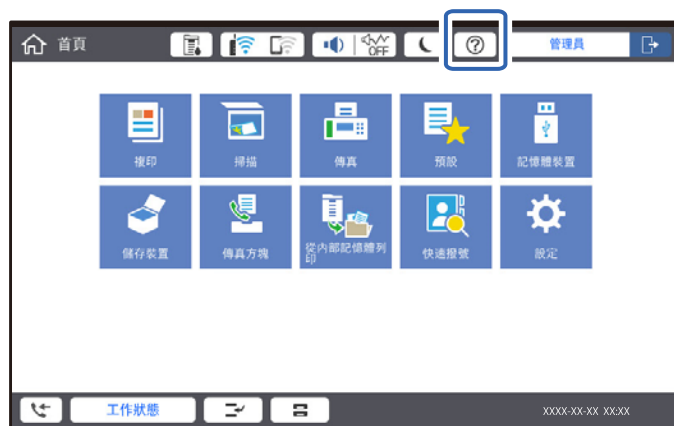 首頁
OFF
?
管理員
複印
掃描
傳真
預設
記憶體裝置
儲存裝置
傳真方塊
從內部記憶體列
印
快速撥號
設定
工作狀態
XXXX-XX-XX XX:XX